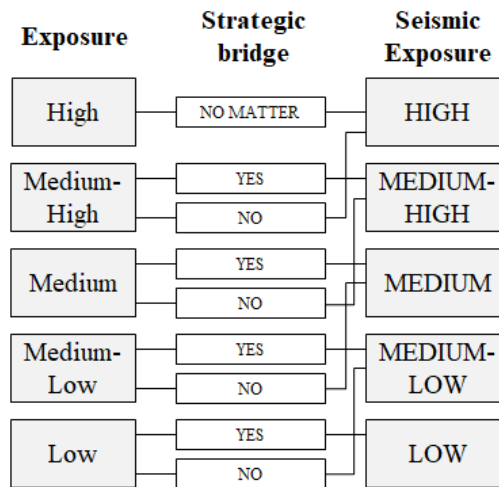 Exposure
Strategic
bridge
Seismic
Exposure
High
NO MATTER
HIGH
Medium-
High
YES
NO
MEDIUM-
HIGH
Medium
YES
NO
MEDIUM
Medium-
Low
YES
NO
MEDIUM-
LOW
Low
YES
NO
LOW